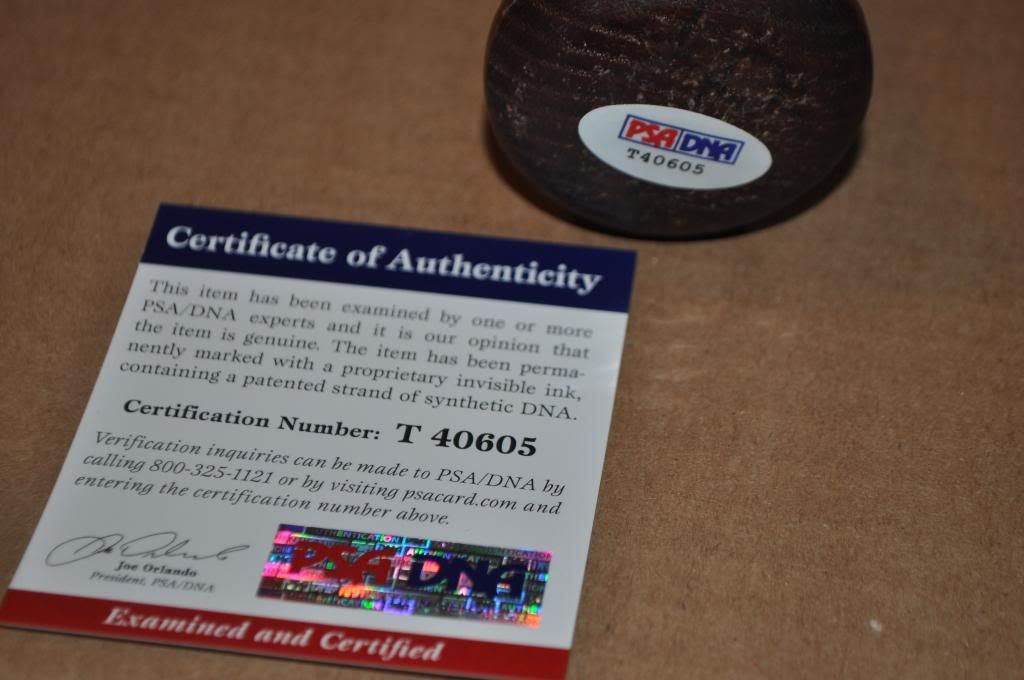 PSA DNA
T40605
Certificate of Authenticity
This item has been examined by one or more
PSA/DNA experts and it is our opinion that
the item is genuine. The item has been perma-
nently marked with a proprietary invisible ink,
containing a patented strand of synthetic DNA.
Certification Number: T 40605
Verification inquiries can be made to PSA/DNA by
calling 800-325-1121 or by visiting psacard.com and
entering the certification number above.
Joe Orlando
President, PSA/DNA
PSA DNA
Examined and Certified